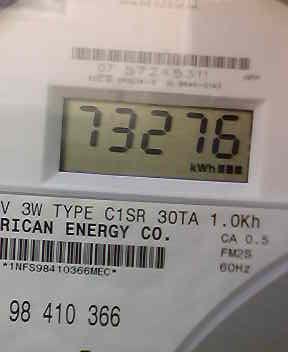 07 57245311
73276
kWh
V 3W TYPE C1SR 30TA 1.0Kh
RICAN ENERGY CO.
CA 0.5
FM2S
*1NFS98410366MEC*
60Hz
98 410 366